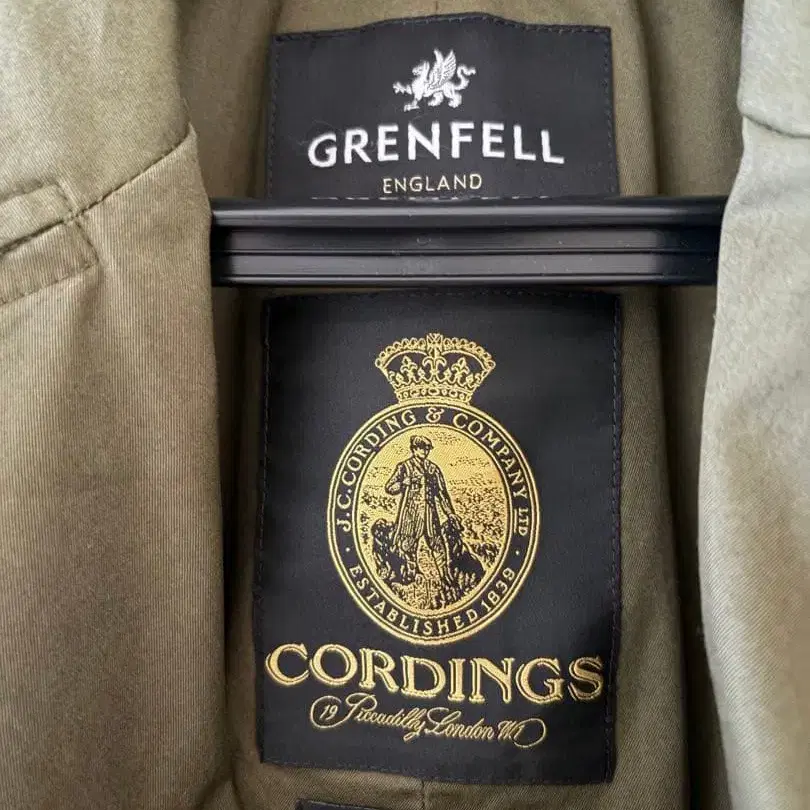 GRENFELL
ENGLAND
J.C.CORDING & COMPANY LTD
· ESTABLISHED 1839 ·
CORDINGS
19 Piccadilly London W1